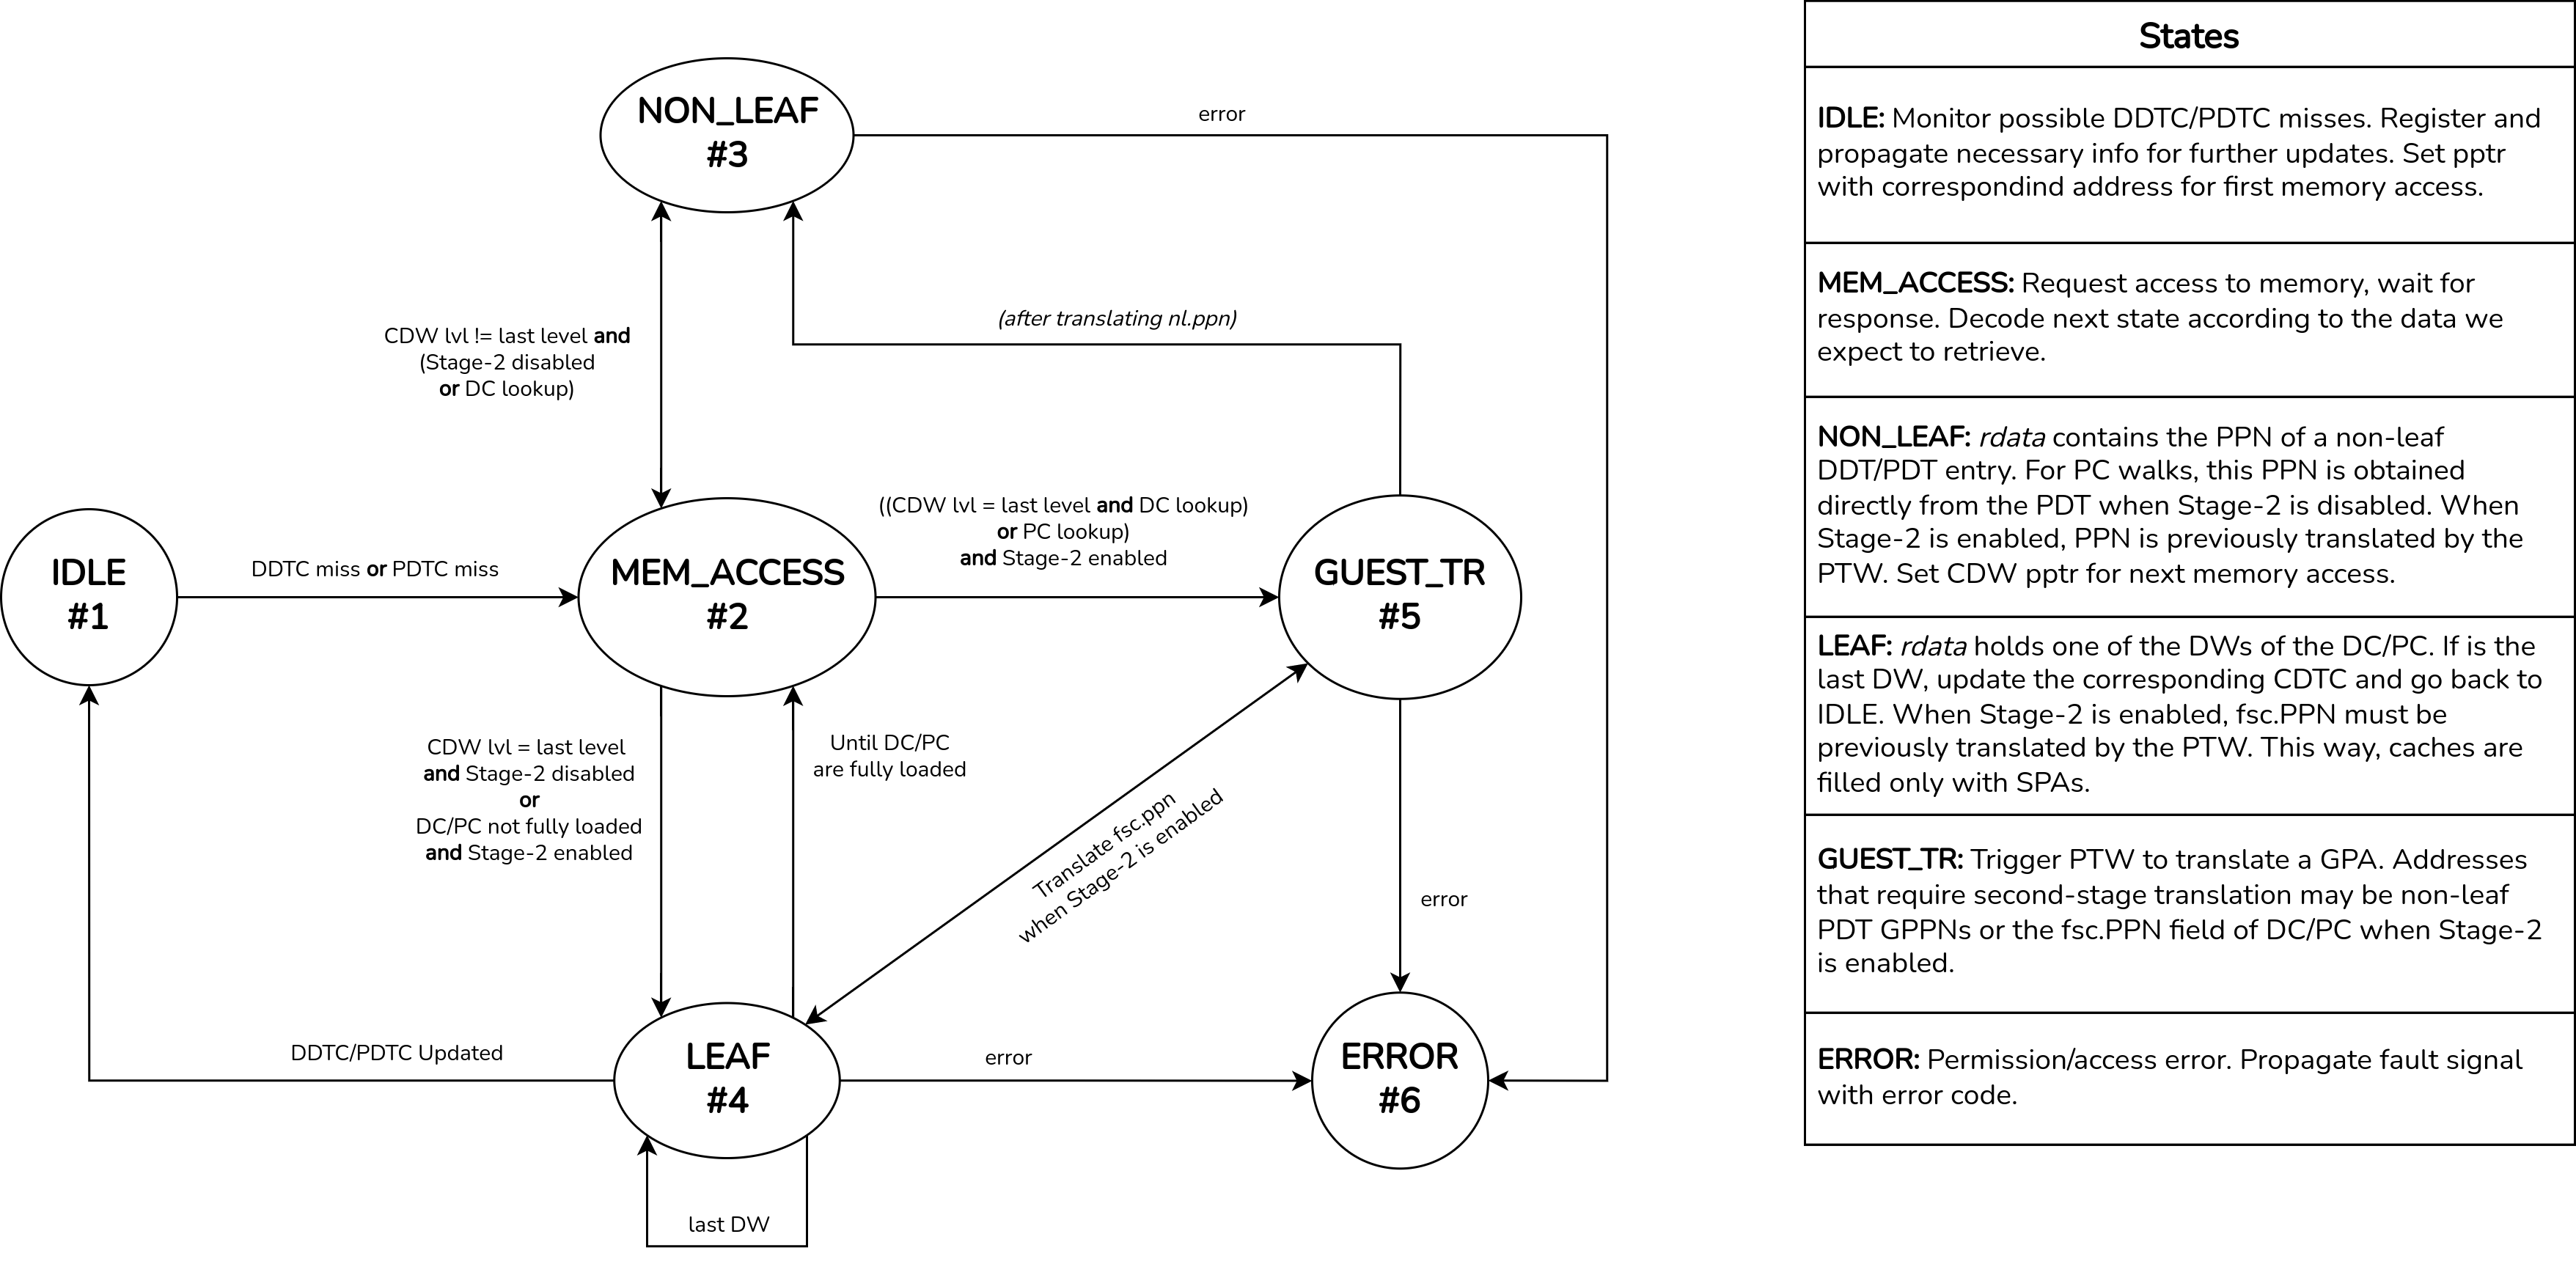 NON_LEAF
#3
error
(after translating nl.ppn)
CDW lvl != last level and
(Stage-2 disabled
or DC lookup)
((CDW lvl = last level and DC lookup)
or PC lookup)
and Stage-2 enabled
IDLE
#1
DDTC miss or PDTC miss
MEM_ACCESS
#2
GUEST_TR
#5
CDW lvl = last level
and Stage-2 disabled
or
DC/PC not fully loaded
and Stage-2 enabled
Until DC/PC
are fully loaded
Translate fsc.ppn
when Stage-2 is enabled
error
DDTC/PDTC Updated
LEAF
#4
error
ERROR
#6
last DW
States
IDLE: Monitor possible DDTC/PDTC misses. Register and
propagate necessary info for further updates. Set pptr
with correspondind address for first memory access.
MEM_ACCESS: Request access to memory, wait for
response. Decode next state according to the data we
expect to retrieve.
NON_LEAF: rdata contains the PPN of a non-leaf
DDT/PDT entry. For PC walks, this PPN is obtained
directly from the PDT when Stage-2 is disabled. When
Stage-2 is enabled, PPN is previously translated by the
PTW. Set CDW pptr for next memory access.
LEAF: rdata holds one of the DWs of the DC/PC. If is the
last DW, update the corresponding CDTC and go back to
IDLE. When Stage-2 is enabled, fsc.PPN must be
previously translated by the PTW. This way, caches are
filled only with SPAs.
GUEST_TR: Trigger PTW to translate a GPA. Addresses
that require second-stage translation may be non-leaf
PDT GPPNs or the fsc.PPN field of DC/PC when Stage-2
is enabled.
ERROR: Permission/access error. Propagate fault signal
with error code.